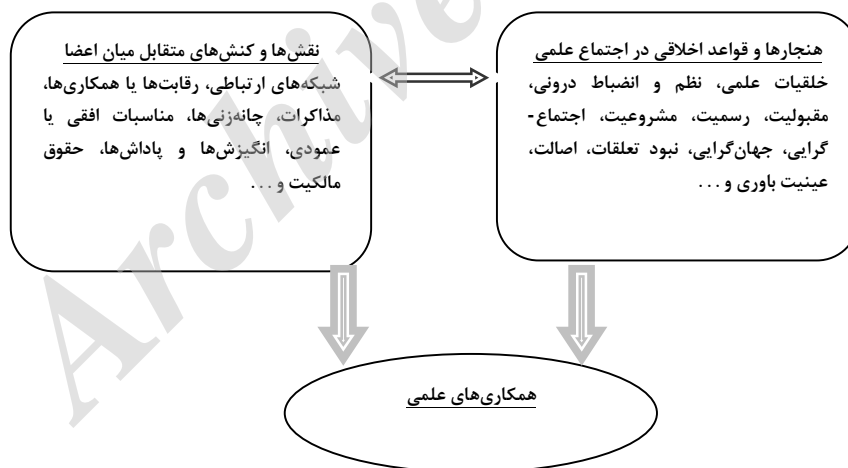 هنجارها و قواعد اخلاقی در اجتماع علمی
خلقیات علمی، نظم و انضباط درونی،
مقبولیت، رسمیت، مشروعیت، اجتماع-
گرایی، جهان‌گرایی، نبود تعلقات، اصالت،
عینیت باوری و . . .
نقش‌ها و کنش‌های متقابل میان اعضا
شبکه‌های ارتباطی، رقابت‌ها یا همکاری‌ها،
مذاکرات، چانه‌زنی‌ها، مناسبات افقی یا
عمودی، انگیزش‌ها و پاداش‌ها، حقوق
مالکیت و . . .
همکاری‌های علمی
Archive